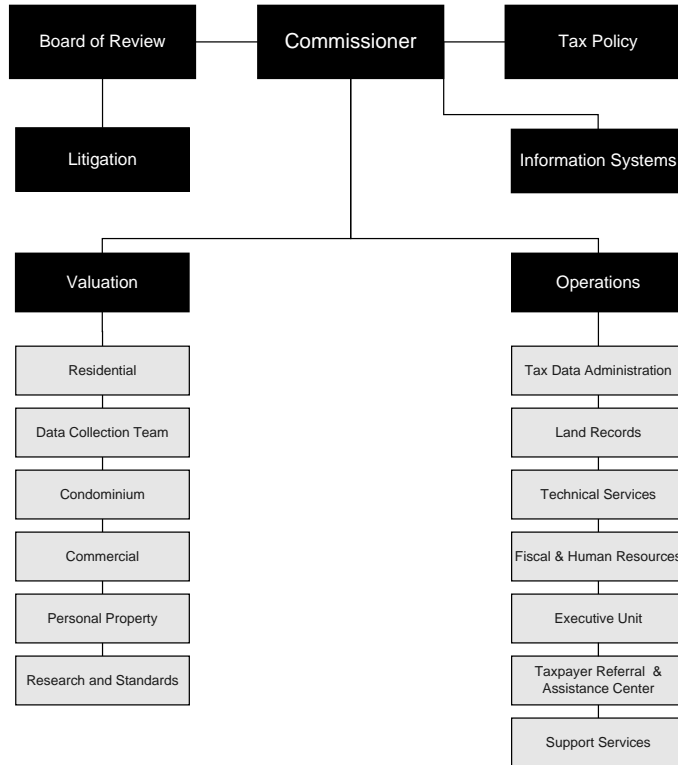 Board of Review
Commissioner
Tax Policy
Litigation
Information Systems
Valuation
Operations
Residential
Data Collection Team
Condominium
Commercial
Personal Property
Research and Standards
Tax Data Administration
Land Records
Technical Services
Fiscal & Human Resources
Executive Unit
Taxpayer Referral &
Assistance Center
Support Services